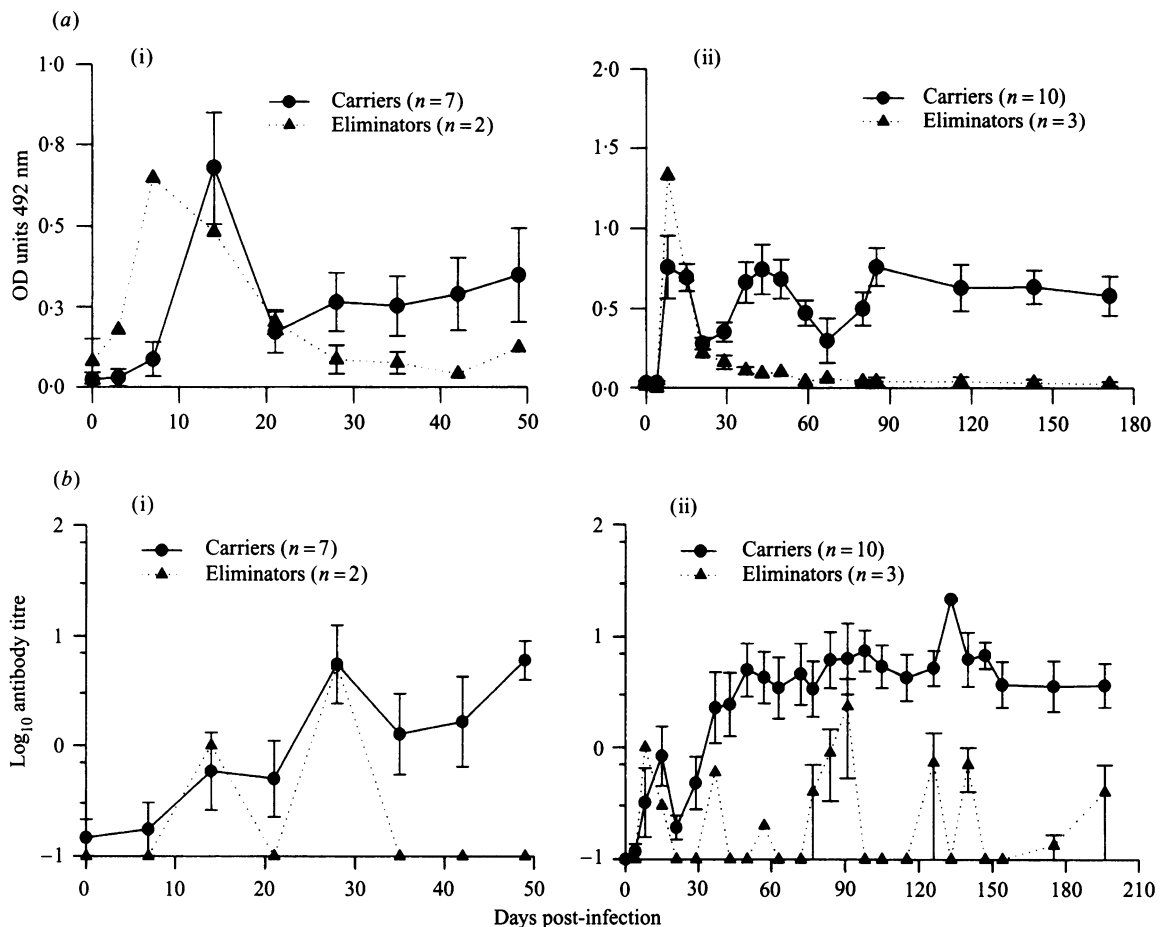 (a)
(i)
Carriers (n = 7)
Eliminators (n = 2)
OD units 492 nm
1·0
0·8
0·5
0·3
0·0
0 10 20 30 40 50
(ii)
Carriers (n = 10)
Eliminators (n = 3)
2·0
1·5
1·0
0·5
0·0
0 30 60 90 120 150 180
(b)
(i)
Carriers (n = 7)
Eliminators (n = 2)
Log10 antibody titre
2
1
0
−1
0 10 20 30 40 50
(ii)
Carriers (n = 10)
Eliminators (n = 3)
2
1
0
−1
0 30 60 90 120 150 180 210
Days post-infection